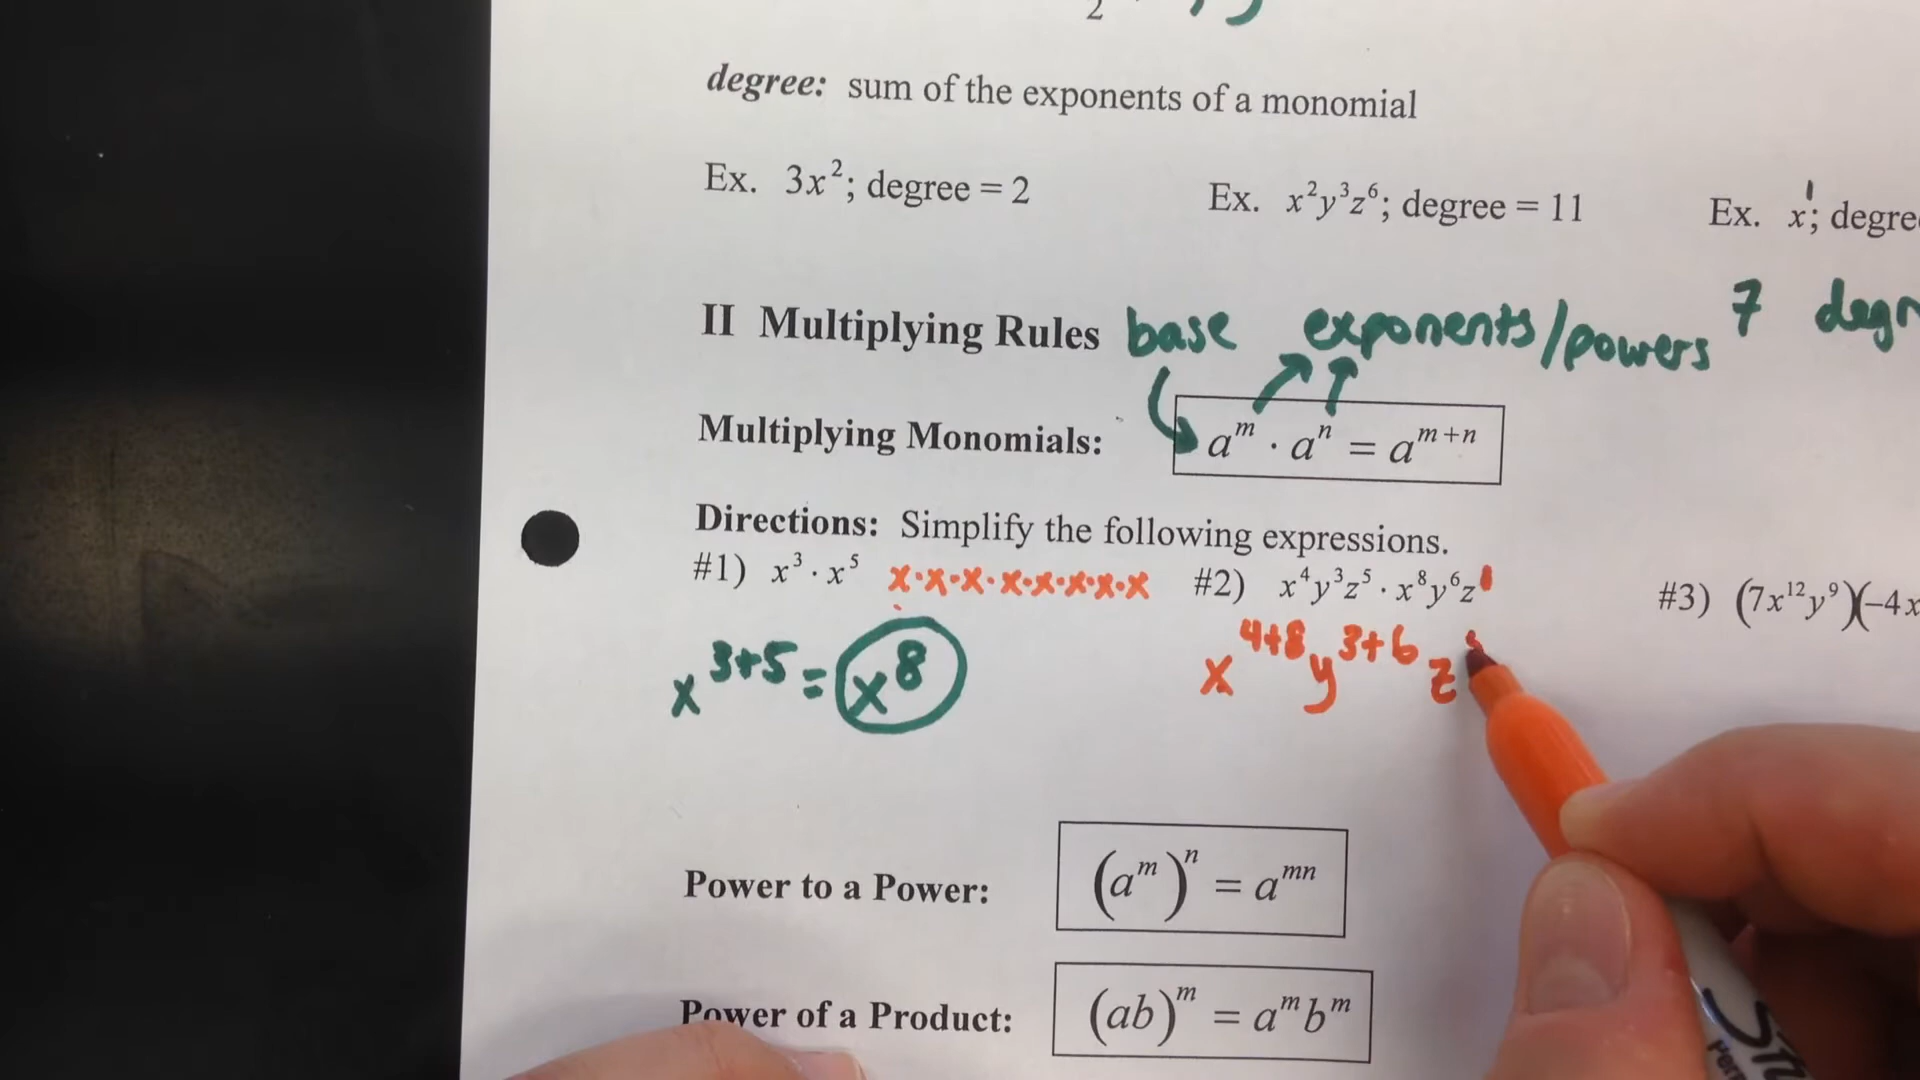 2
degree: sum of the exponents of a monomial
Ex. 3x²; degree = 2 Ex. x²y³z⁶; degree = 11 Ex. x¹; degre
II Multiplying Rules base exponents/powers 7 degr
Multiplying Monomials: aᵐ · aⁿ = aᵐ⁺ⁿ
Directions: Simplify the following expressions.
#1) x³ · x⁵ x·x·x·x·x·x·x·x #2) x⁴y³z⁵ · x⁸y⁶z¹ #3) (7x¹²y⁹)(−4x
x³⁺⁵ = x⁸ x⁴⁺⁸y³⁺⁶z
Power to a Power: (aᵐ)ⁿ = aᵐⁿ
Power of a Product: (ab)ᵐ = aᵐbᵐ